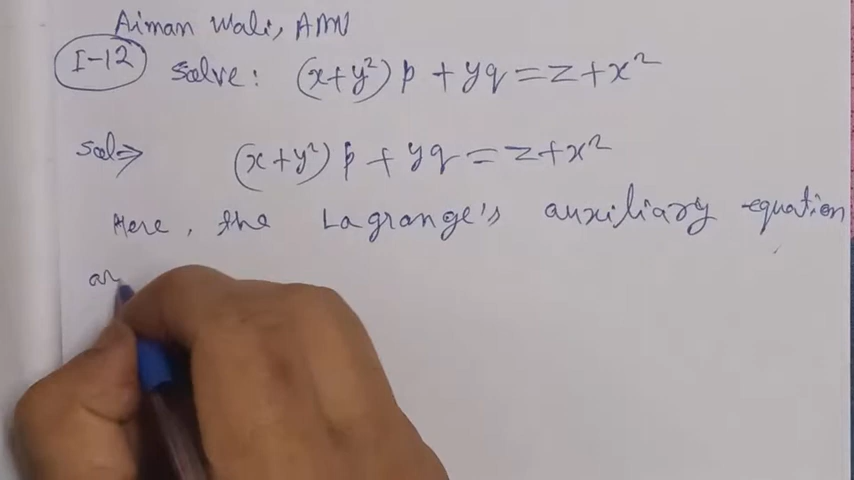 Aiman Wali, AMU
I-12 Solve: (x+y²) p + yq = z + x²
Sol⇒ (x+y²) p + yq = z + x²
Here, the Lagrange's auxiliary equation